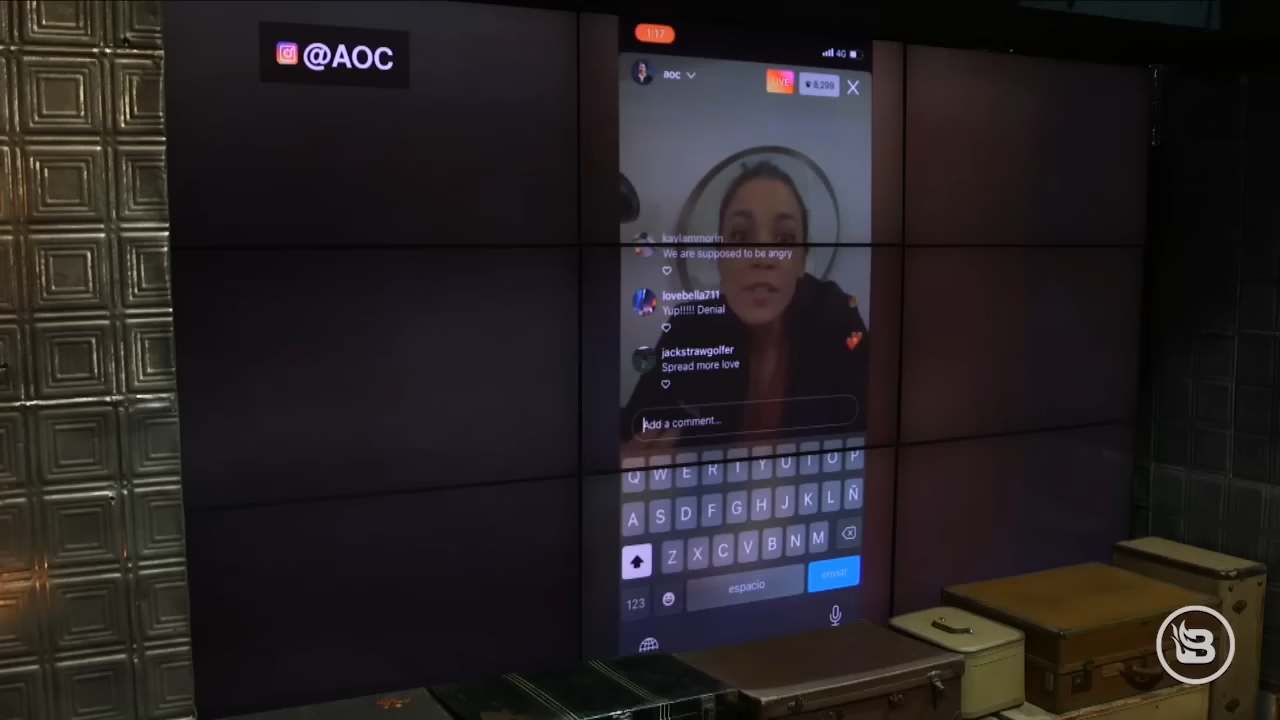 @AOC
1:17
4G
aoc
LIVE
8,299
kaylammorin
We are supposed to be angry
lovebella711
Yup!!!!! Denial
jackstrawgolfer
Spread more love
Add a comment...
Q W E R T Y U I O P
A S D F G H J K L Ñ
Z X C V B N M
123
espacio
enviar
B